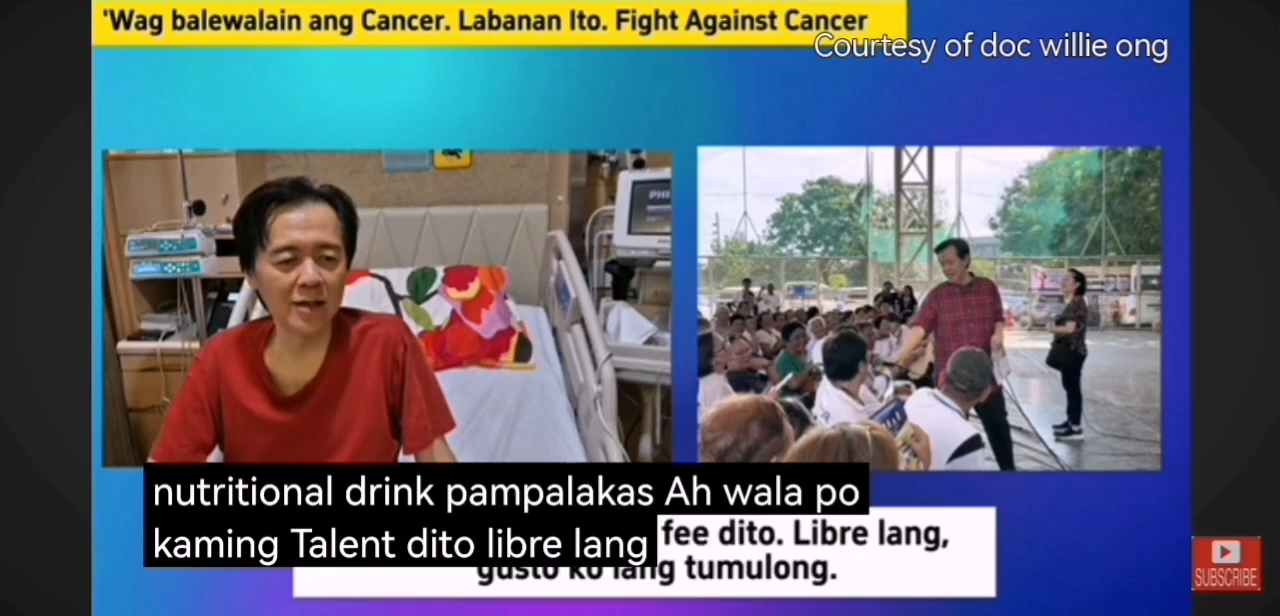 'Wag balewalain ang Cancer. Labanan Ito. Fight Against Cancer
Courtesy of doc willie ong
PHI
nutritional drink pampalakas Ah wala po
kaming Talent dito libre lang
fee dito. Libre lang,
gusto ko lang tumulong.
SUBSCRIBE